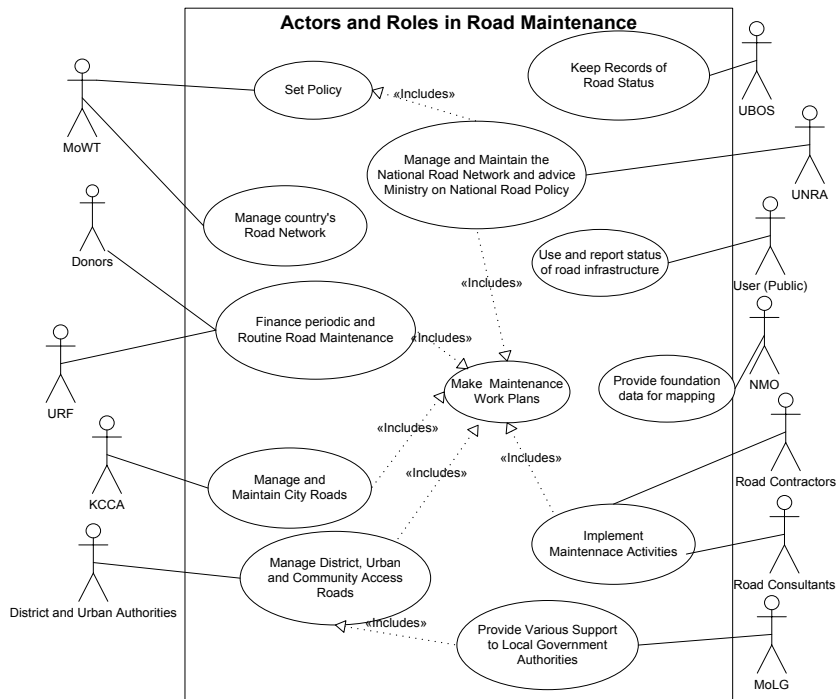 Actors and Roles in Road Maintenance
MoWT
Set Policy
«Includes»
Keep Records of
Road Status
UBOS
Manage and Maintain the
National Road Network and advice
Ministry on National Road Policy
UNRA
Donors
Manage country's
Road Network
«Includes»
Use and report status
of road infrastructure
User (Public)
URF
Finance periodic and
Routine Road Maintenance
«Includes»
Make Maintenance
Work Plans
Provide foundation
data for mapping
NMO
KCCA
Manage and
Maintain City Roads
«Includes»
«Includes»
«Includes»
Road Contractors
District and Urban Authorities
Manage District, Urban
and Community Access
Roads
Implement
Maintennace Activities
Road Consultants
«Includes»
Provide Various Support
to Local Government
Authorities
MoLG